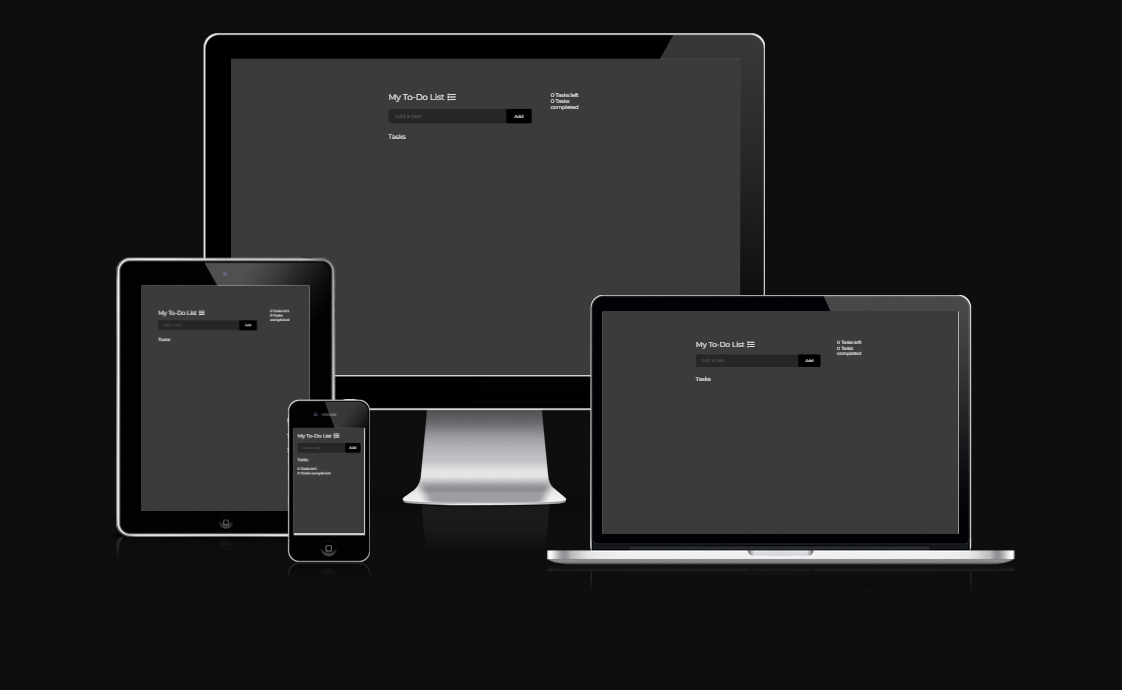 My To-Do List
0 Tasks left
0 Tasks
completed
Add a task
Add
Tasks
My To-Do List
0 Tasks left
0 Tasks
completed
Add a task
Add
Tasks
My To-Do List
0 Tasks left
0 Tasks
completed
Add a task
Add
Tasks
My To-Do List
Add a task
Add
Tasks
0 Tasks left
0 Tasks completed